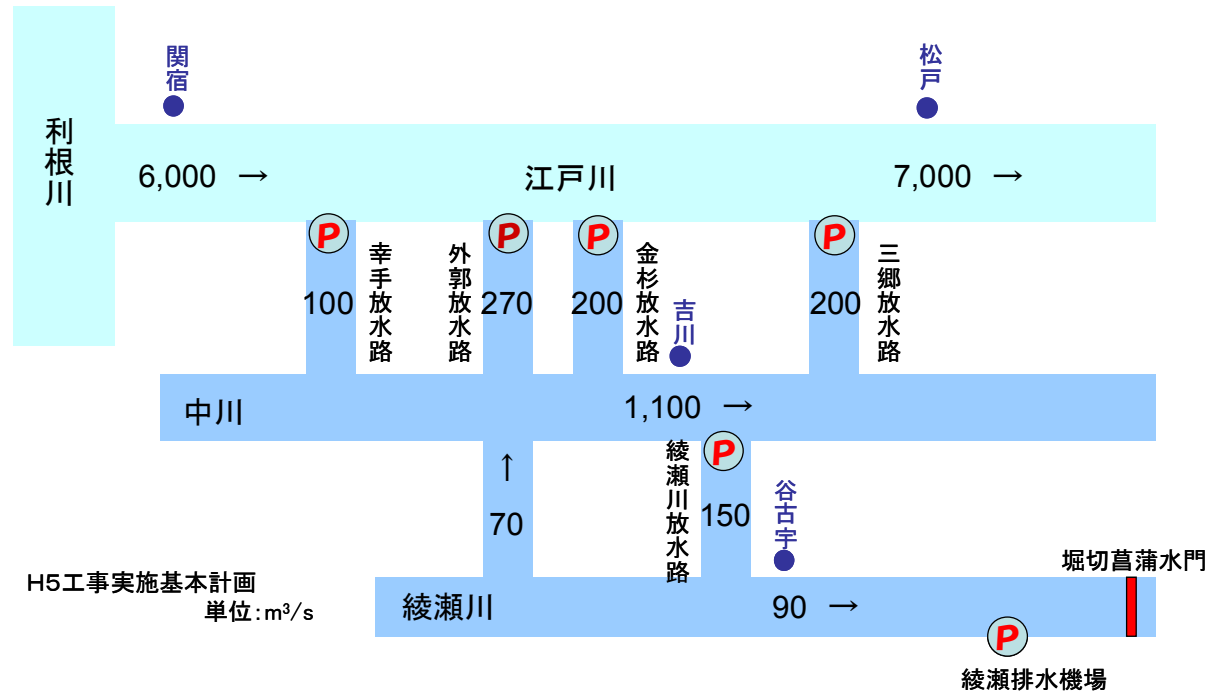 関宿
松戸
利根川
6,000 →
江戸川
7,000 →
P
P
P
P
幸手放水路
外郭放水路
金杉放水路
三郷放水路
100
270
200
200
吉川
中川
1,100 →
P
綾瀬川放水路
↑
70
150
谷古宇
堀切菖蒲水門
H5工事実施基本計画
単位:m³/s
綾瀬川
90 →
P
綾瀬排水機場